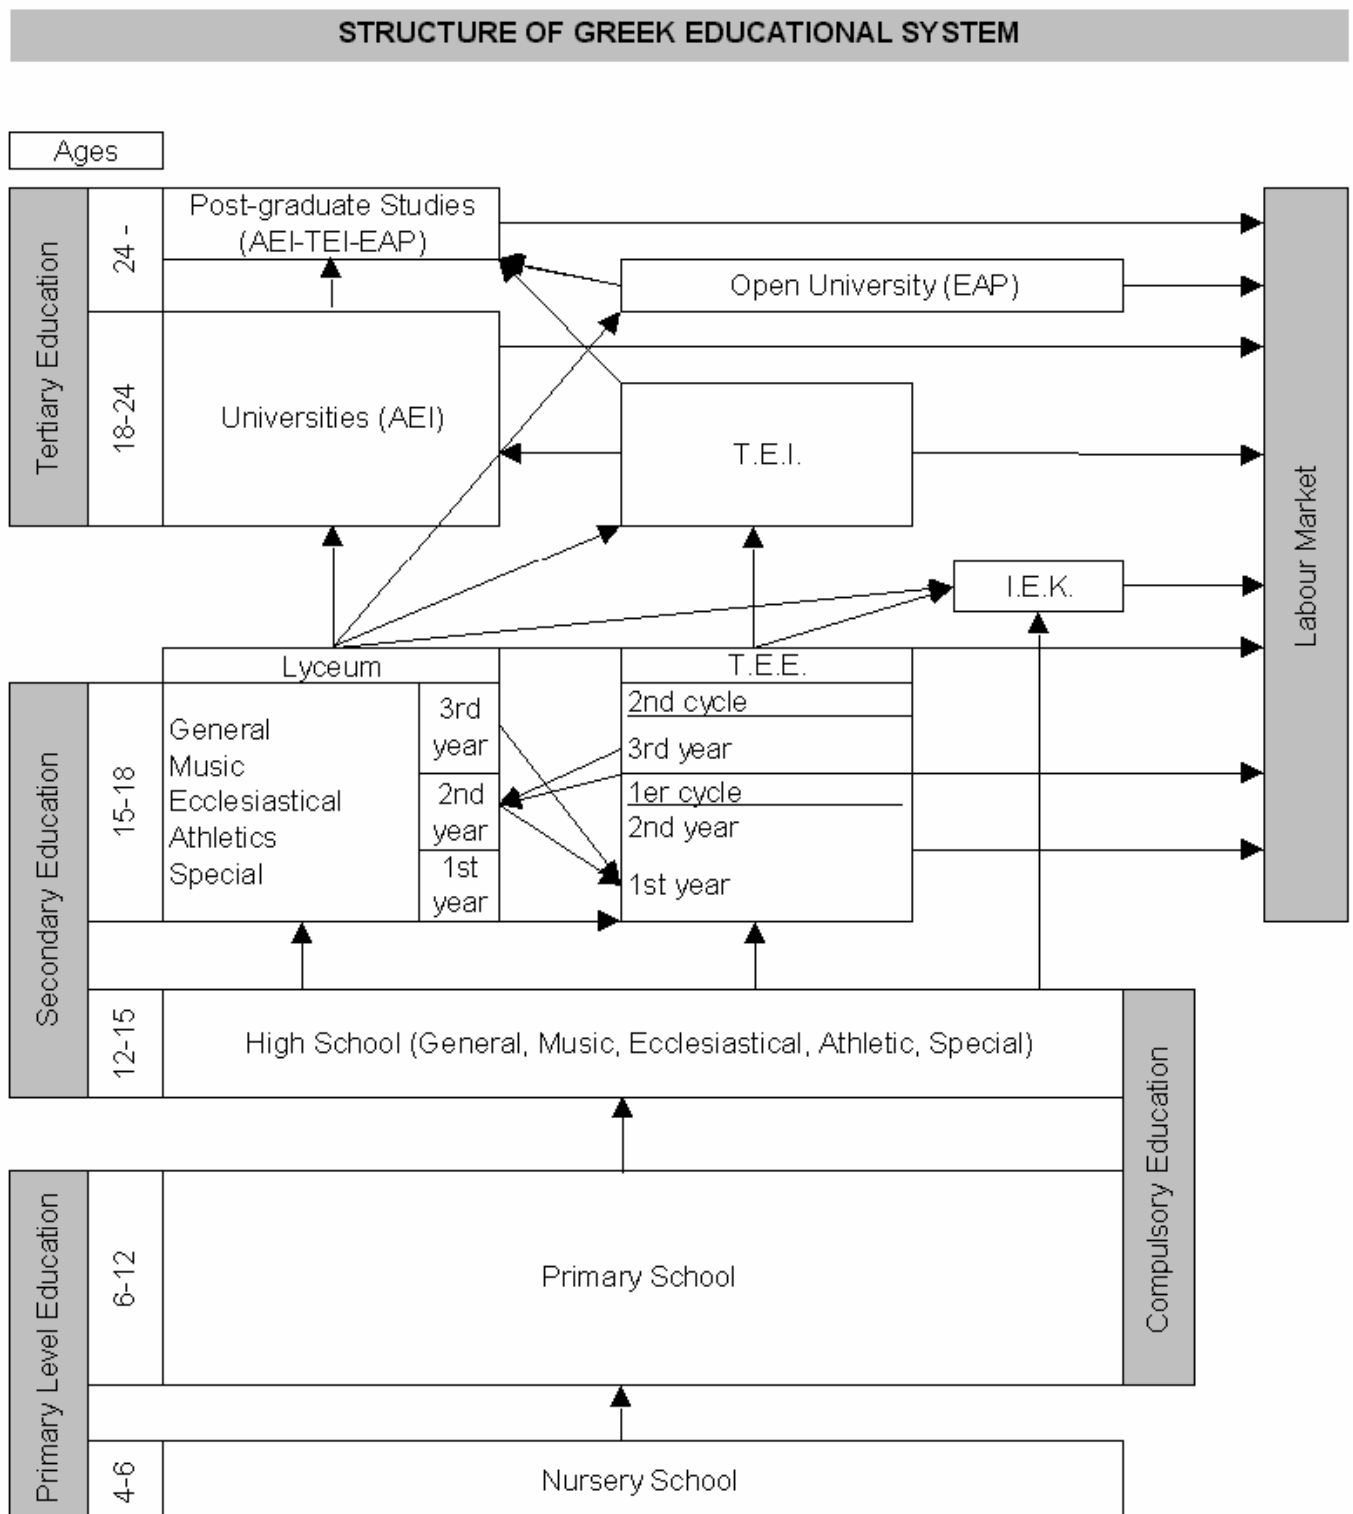 STRUCTURE OF GREEK EDUCATIONAL SYSTEM
Ages
Tertiary Education
24 -
Post-graduate Studies
(AEI-TEI-EAP)
Open University (EAP)
18-24
Universities (AEI)
T.E.I.
Labour Market
I.E.K.
Lyceum
T.E.E.
Secondary Education
15-18
General
Music
Ecclesiastical
Athletics
Special
3rd
year
2nd
year
1st
year
2nd cycle
3rd year
1er cycle
2nd year
1st year
12-15
High School (General, Music, Ecclesiastical, Athletic, Special)
Compulsory Education
Primary Level Education
6-12
Primary School
4-6
Nursery School